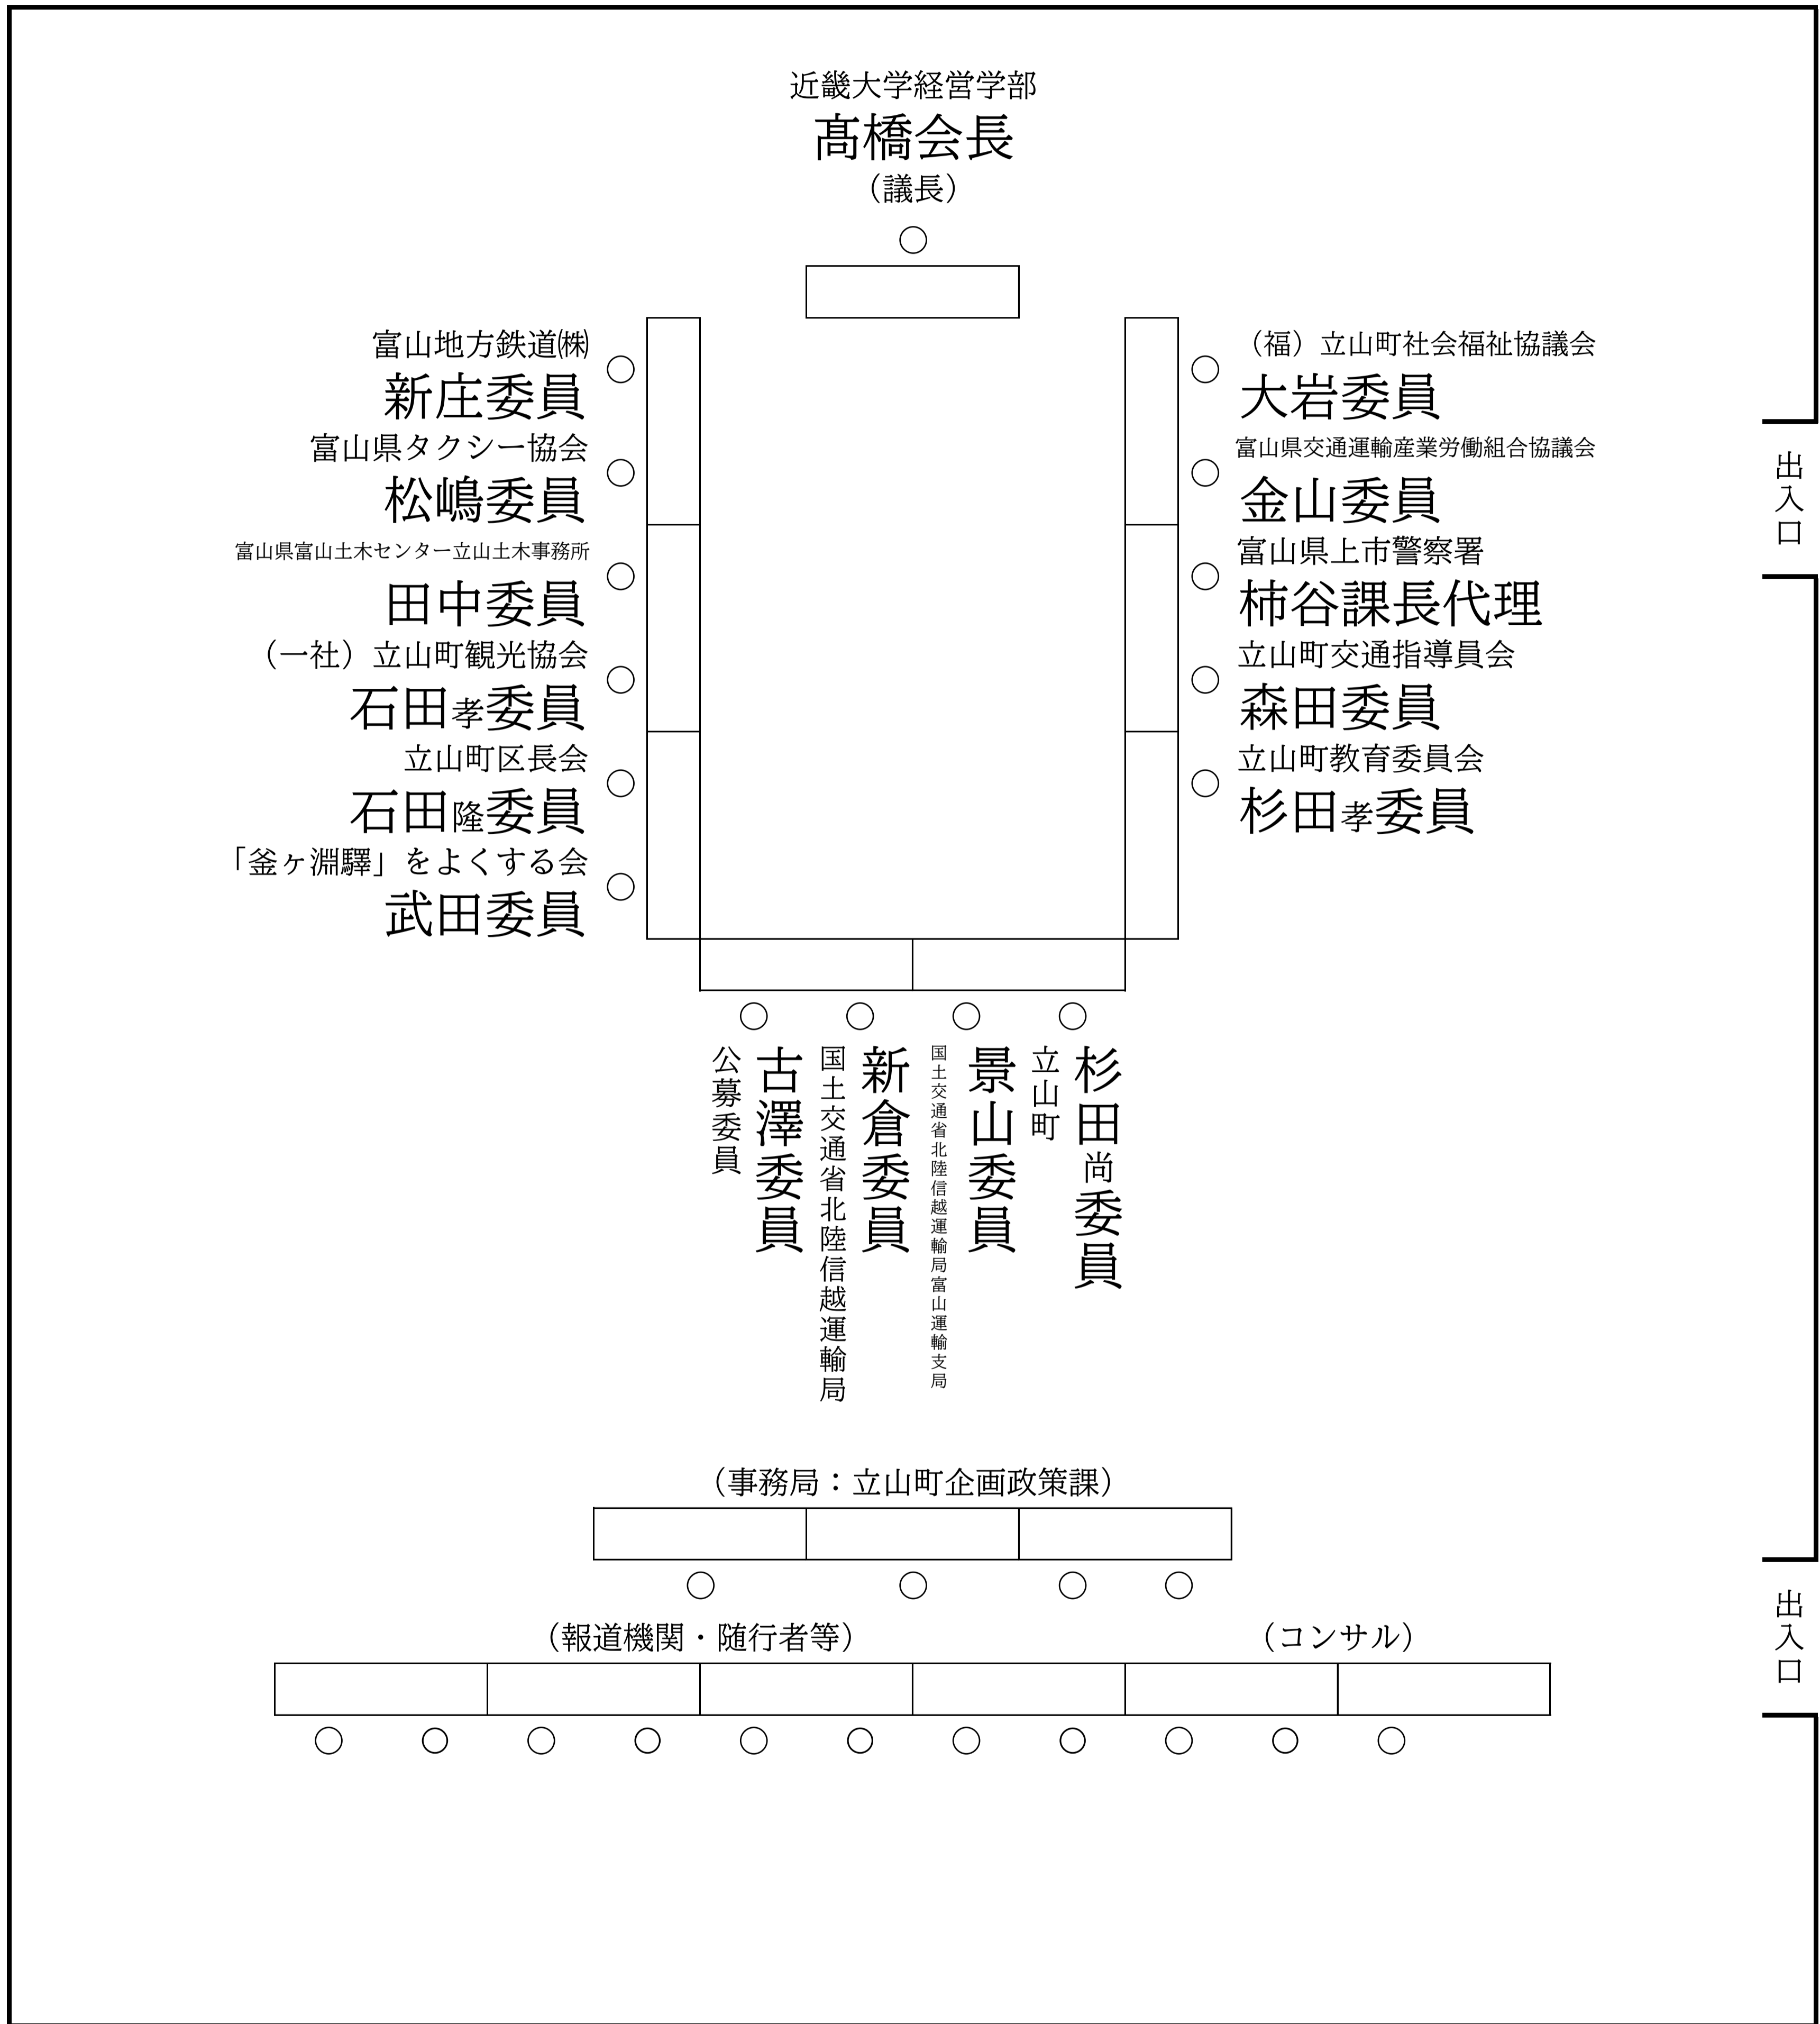 近畿大学経営学部
髙橋会長
（議長）
富山地方鉄道㈱
新庄委員
富山県タクシー協会
松嶋委員
富山県富山土木センター立山土木事務所
田中委員
（一社）立山町観光協会
石田孝委員
立山町区長会
石田隆委員
「釜ヶ淵驛」をよくする会
武田委員
（福）立山町社会福祉協議会
大岩委員
富山県交通運輸産業労働組合協議会
金山委員
富山県上市警察署
柿谷課長代理
立山町交通指導員会
森田委員
立山町教育委員会
杉田孝委員
出入口
公募委員
古澤委員
国土交通省北陸信越運輸局
新倉委員
国土交通省北陸信越運輸局富山運輸支局
景山委員
立山町
杉田尚委員
（事務局：立山町企画政策課）
（報道機関・随行者等）
（コンサル）
出入口